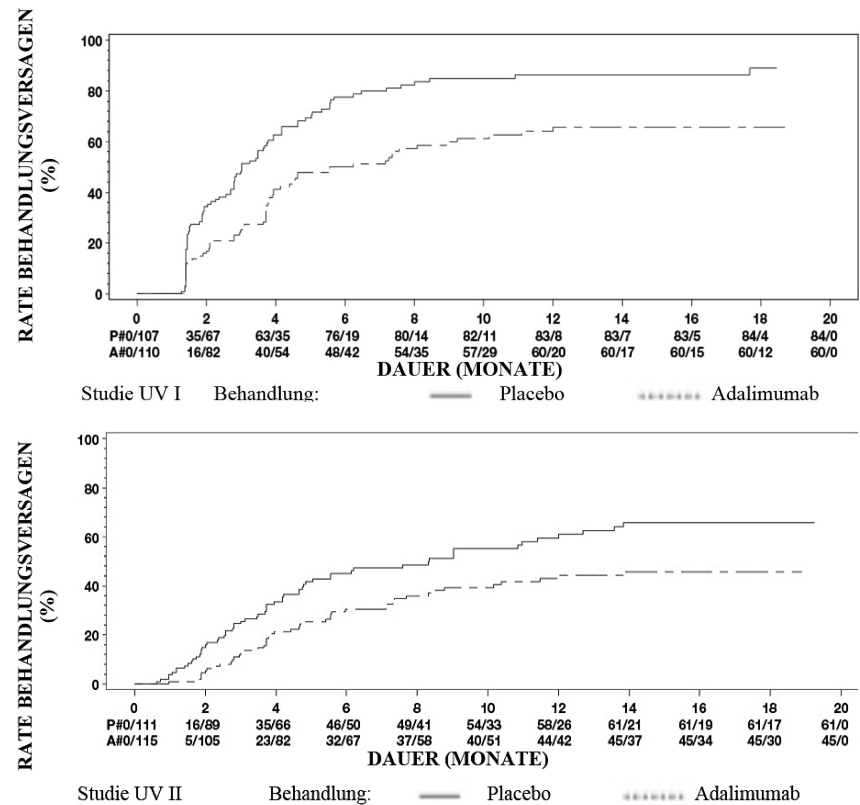 RATE BEHANDLUNGSVERSAGEN
(%)
100
80
60
40
20
0
0 2 4 6 8 10 12 14 16 18 20
P#0/107 35/67 63/35 76/19 80/14 82/11 83/8 83/7 83/5 84/4 84/0
A#0/110 16/82 40/54 48/42 54/35 57/29 60/20 60/17 60/15 60/12 60/0
DAUER (MONATE)
Studie UV I Behandlung: Placebo Adalimumab
RATE BEHANDLUNGSVERSAGEN
(%)
100
80
60
40
20
0
0 2 4 6 8 10 12 14 16 18 20
P#0/111 16/89 35/66 46/50 49/41 54/33 58/26 61/21 61/19 61/17 61/0
A#0/115 5/105 23/82 32/67 37/58 40/51 44/42 45/37 45/34 45/30 45/0
DAUER (MONATE)
Studie UV II Behandlung: Placebo Adalimumab